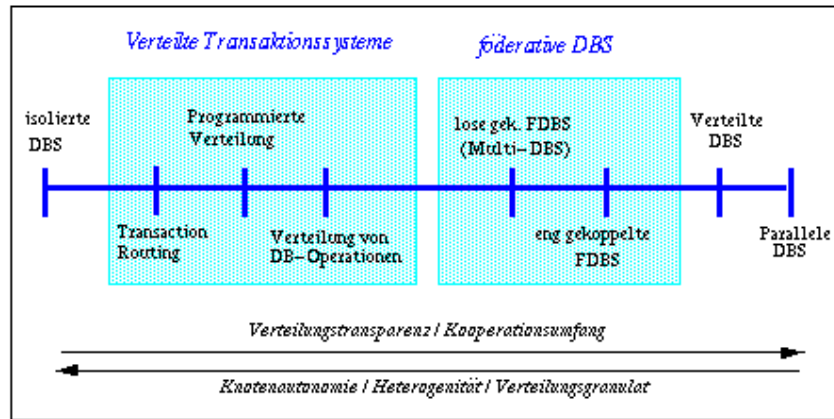 Verteilte Transaktionssysteme
föderative DBS
isolierte
DBS
Programmierte
Verteilung
lose gek. FDBS
(Multi-DBS)
Verteilte
DBS
Transaction
Routing
Verteilung von
DB-Operationen
eng gekoppelte
FDBS
Parallele
DBS
Verteilungstransparenz / Kooperationsumfang
Knotenautonomie / Heterogenität / Verteilungsgranulat